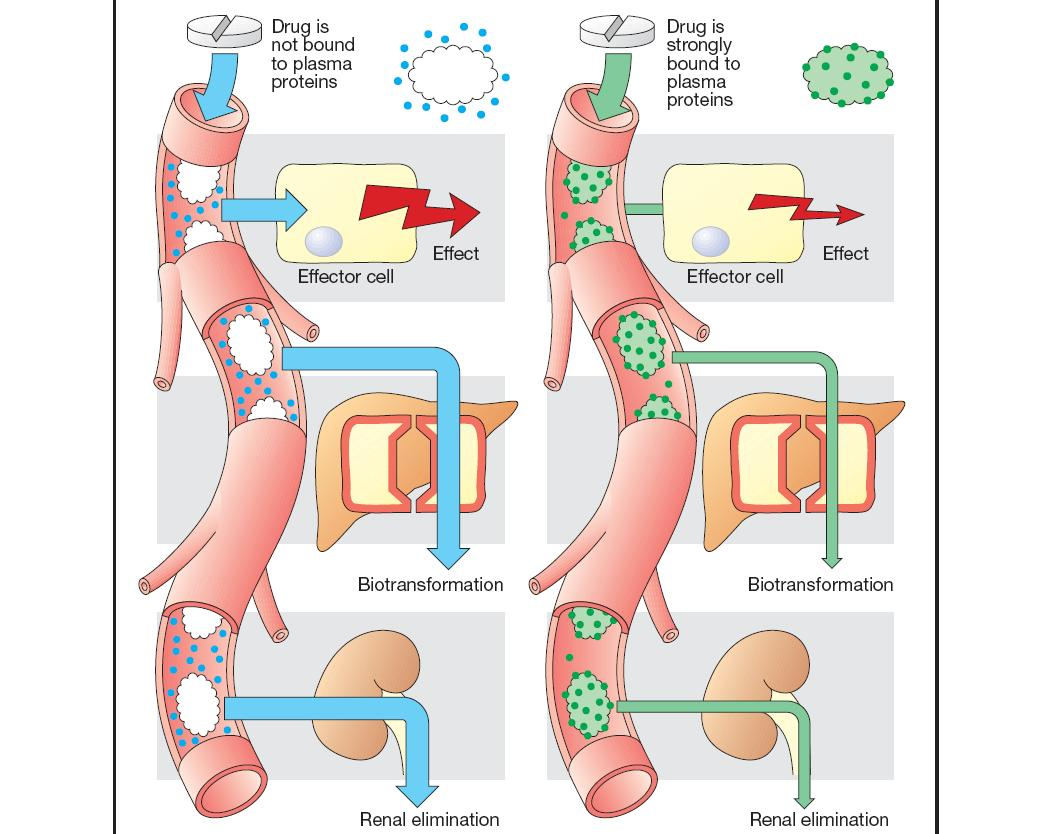 Drug is
not bound
to plasma
proteins
Drug is
strongly
bound to
plasma
proteins
Effect
Effector cell
Effect
Effector cell
Biotransformation
Biotransformation
Renal elimination
Renal elimination